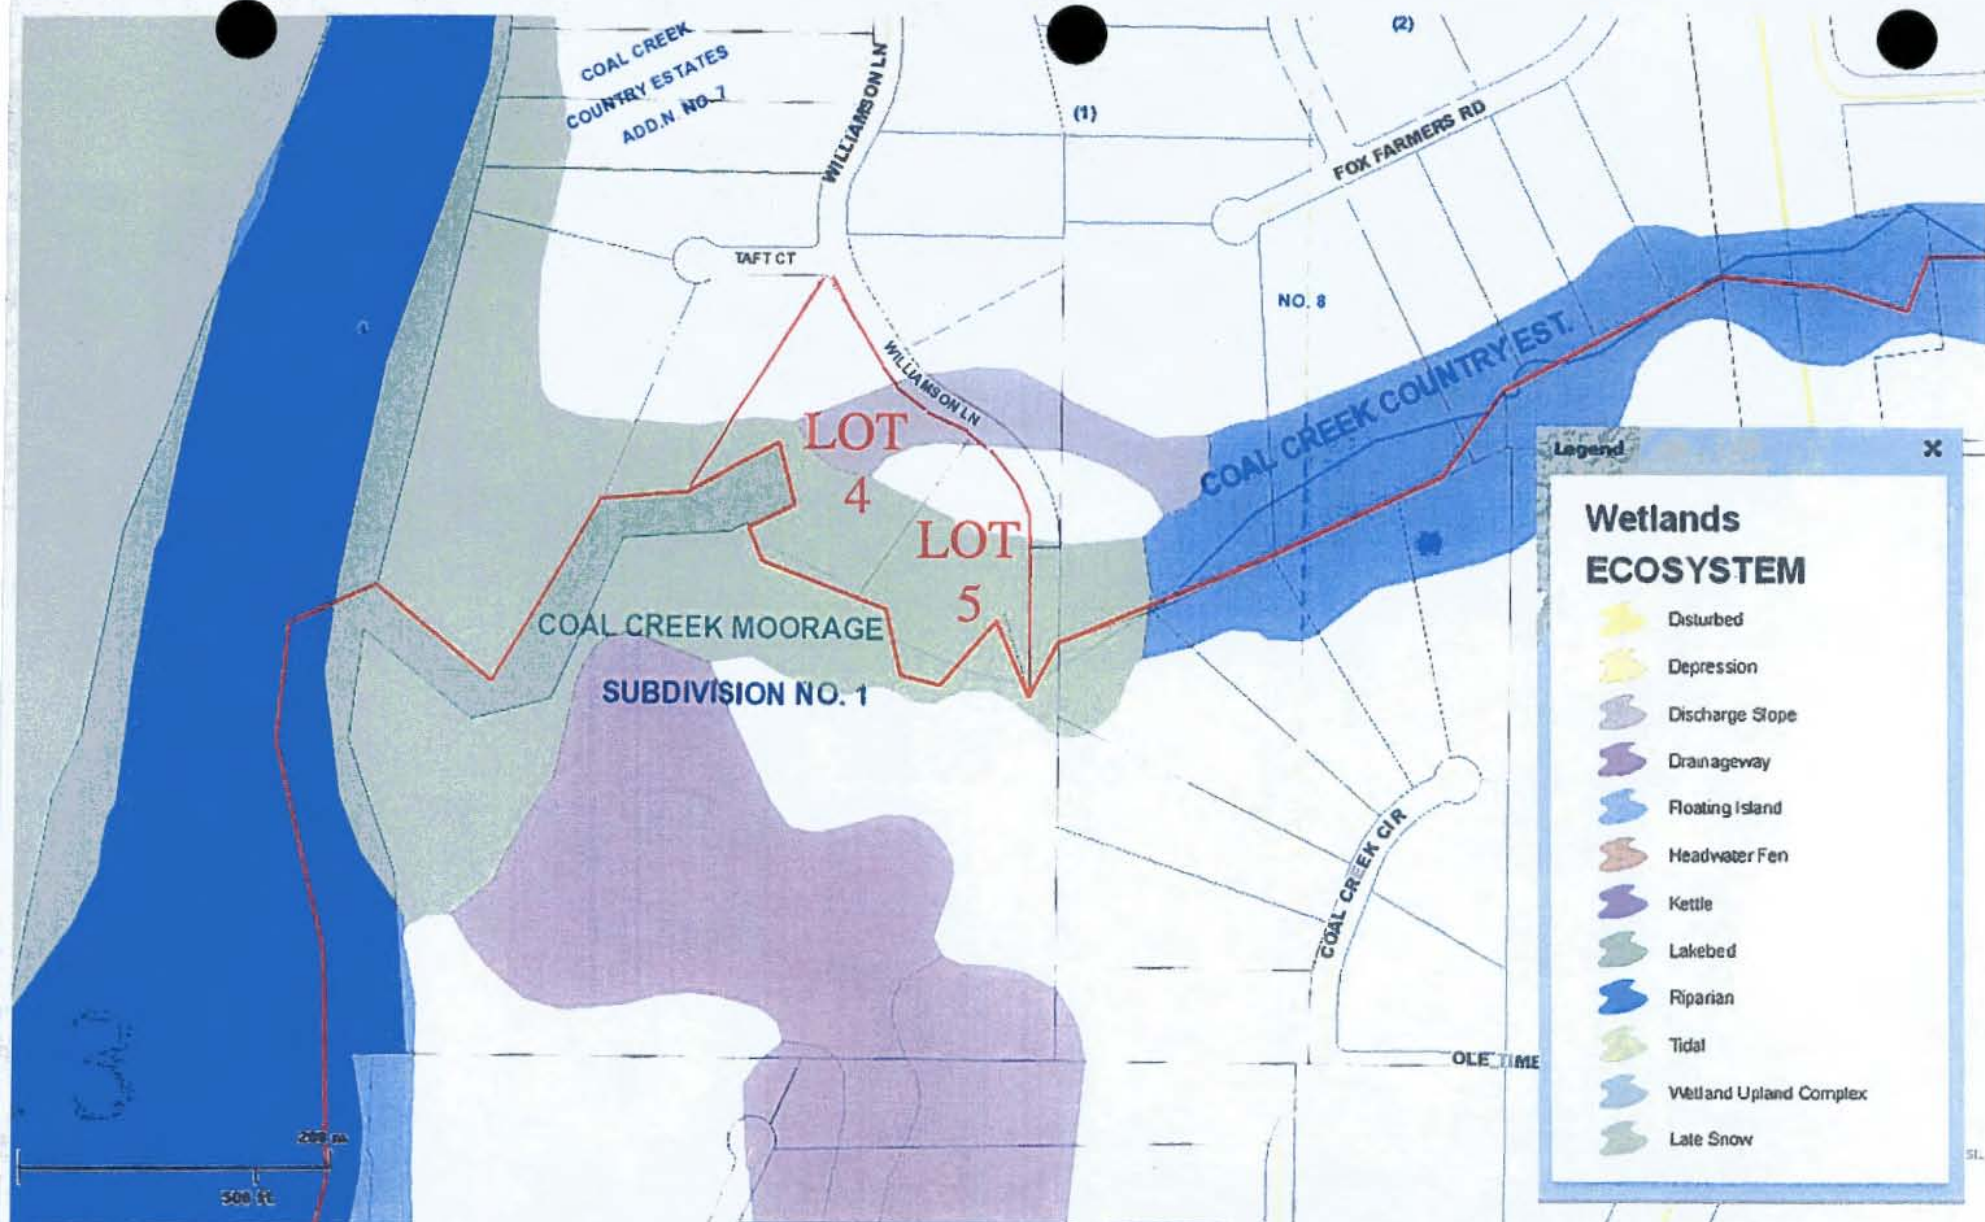 COAL CREEK
COUNTRY ESTATES
ADD.N NO. 7
WILLIAMSON LN
(1)
(2)
FOX FARMERS RD
TAFT CT
NO. 8
WILLIAMSON LN
COAL CREEK COUNTRY EST.
LOT
4
LOT
5
COAL CREEK MOORAGE
SUBDIVISION NO. 1
COAL CREEK CIR
OLE TIME
3
200 m
500 ft
Legend
X
Wetlands
ECOSYSTEM
Disturbed
Depression
Discharge Slope
Drainageway
Floating Island
Headwater Fen
Kettle
Lakebed
Riparian
Tidal
Wetland Upland Complex
Late Snow